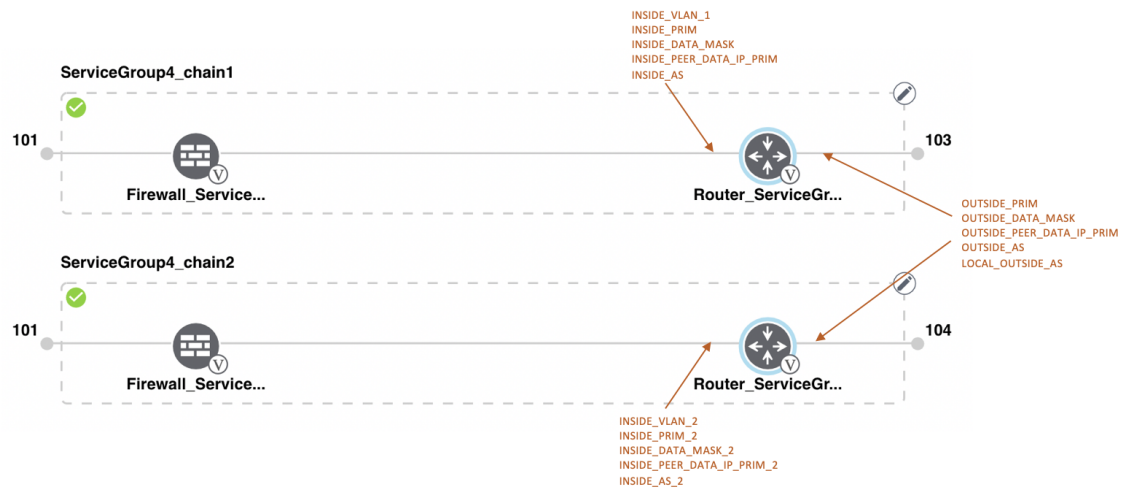 INSIDE_VLAN_1
INSIDE_PRIM
INSIDE_DATA_MASK
INSIDE_PEER_DATA_IP_PRIM
INSIDE_AS
ServiceGroup4_chain1
101
103
V
V
Firewall_Service...
Router_ServiceGr...
OUTSIDE_PRIM
OUTSIDE_DATA_MASK
OUTSIDE_PEER_DATA_IP_PRIM
OUTSIDE_AS
LOCAL_OUTSIDE_AS
ServiceGroup4_chain2
101
104
V
V
Firewall_Service...
Router_ServiceGr...
INSIDE_VLAN_2
INSIDE_PRIM_2
INSIDE_DATA_MASK_2
INSIDE_PEER_DATA_IP_PRIM_2
INSIDE_AS_2